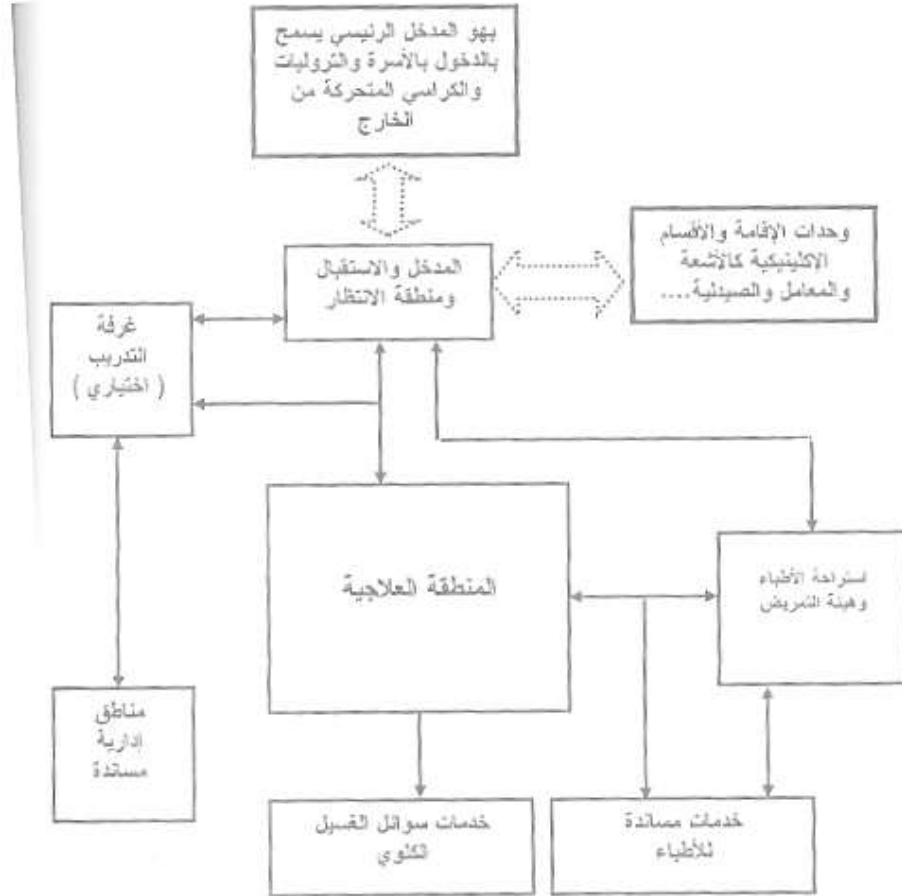 بهو المدخل الرئيسي يسمح
بالدخول بالأسرة والتروليات
والكراسي المتحركة من
الخارج
وحدات الإقامة والأقسام
الإكلينيكية كالأشعة
والمعامل والصيدلية....
المدخل والاستقبال
ومنطقة الانتظار
غرفة
التدريب
( اختياري )
المنطقة العلاجية
استراحة الأطباء
وهيئة التمريض
مناطق
إدارية
مساندة
خدمات سوائل الغسيل
الكلوي
خدمات مساندة
للأطباء